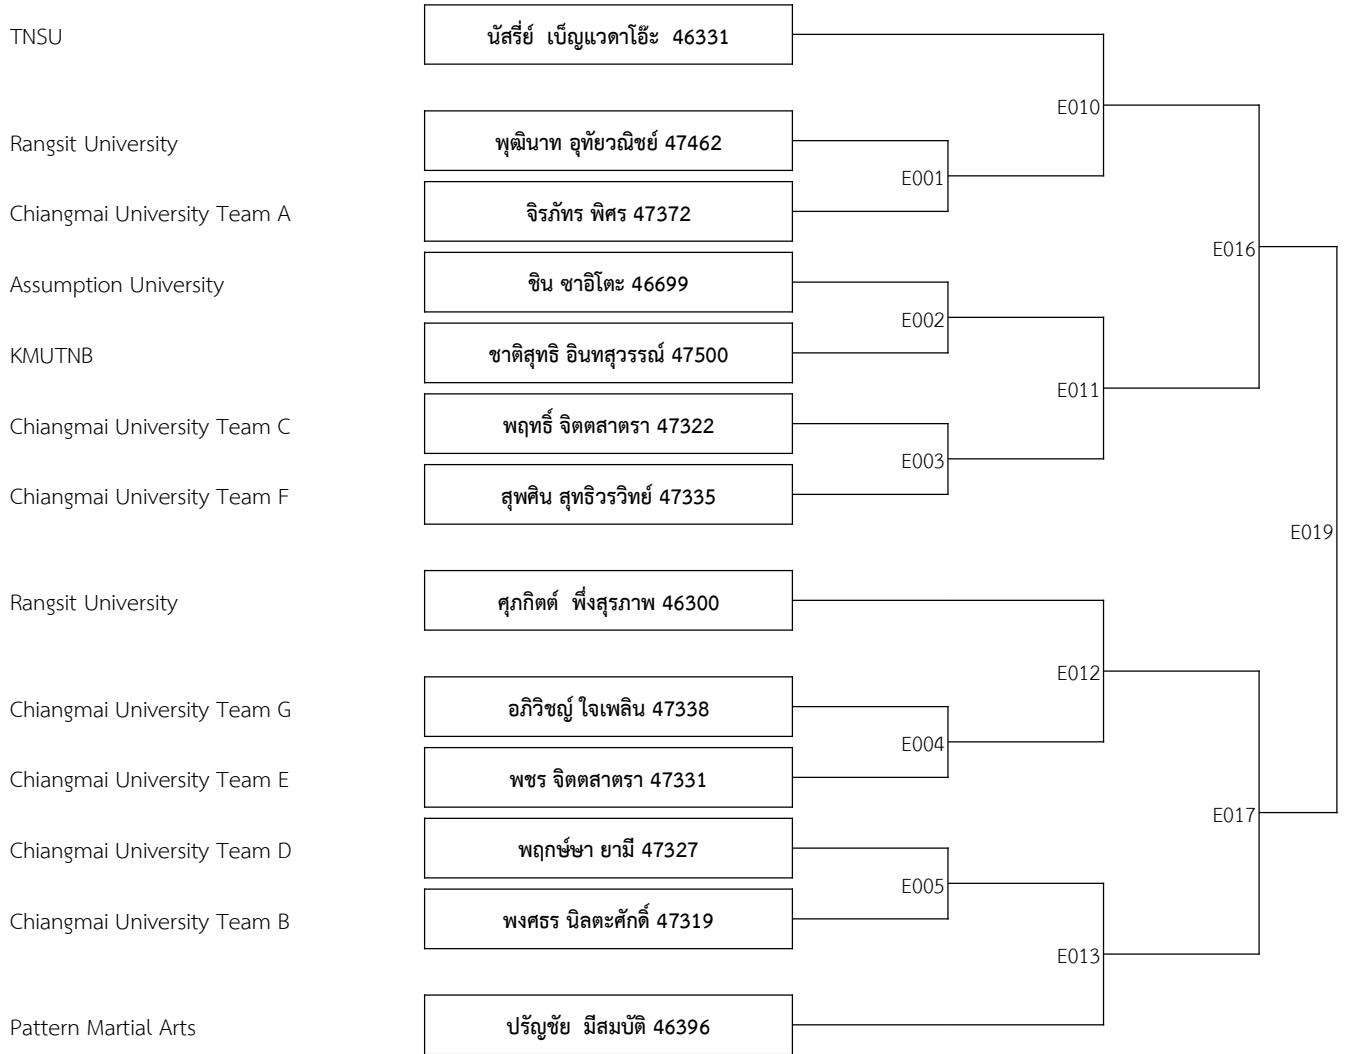 TNSU
นัสรี่ย์  เบ็ญแวดาโอ๊ะ  46331
E010
Rangsit University
พุฒินาท อุทัยวณิชย์ 47462
E001
Chiangmai University Team A
จิรภัทร พิศร 47372
E016
Assumption University
ชิน ซาอิโตะ 46699
E002
KMUTNB
ชาติสุทธิ อินทสุวรรณ์ 47500
E011
Chiangmai University Team C
พฤทธิ์ จิตตสาตรา 47322
E003
Chiangmai University Team F
สุพศิน สุทธิวรวิทย์ 47335
E019
Rangsit University
ศุภกิตต์  พึ่งสุรภาพ 46300
E012
Chiangmai University Team G
อภิวิชญ์ ใจเพลิน 47338
E004
Chiangmai University Team E
พชร จิตตสาตรา 47331
E017
Chiangmai University Team D
พฤกษ์ษา ยามี 47327
E005
Chiangmai University Team B
พงศธร นิลตะศักดิ์ 47319
E013
Pattern Martial Arts
ปรัญชัย  มีสมบัติ 46396